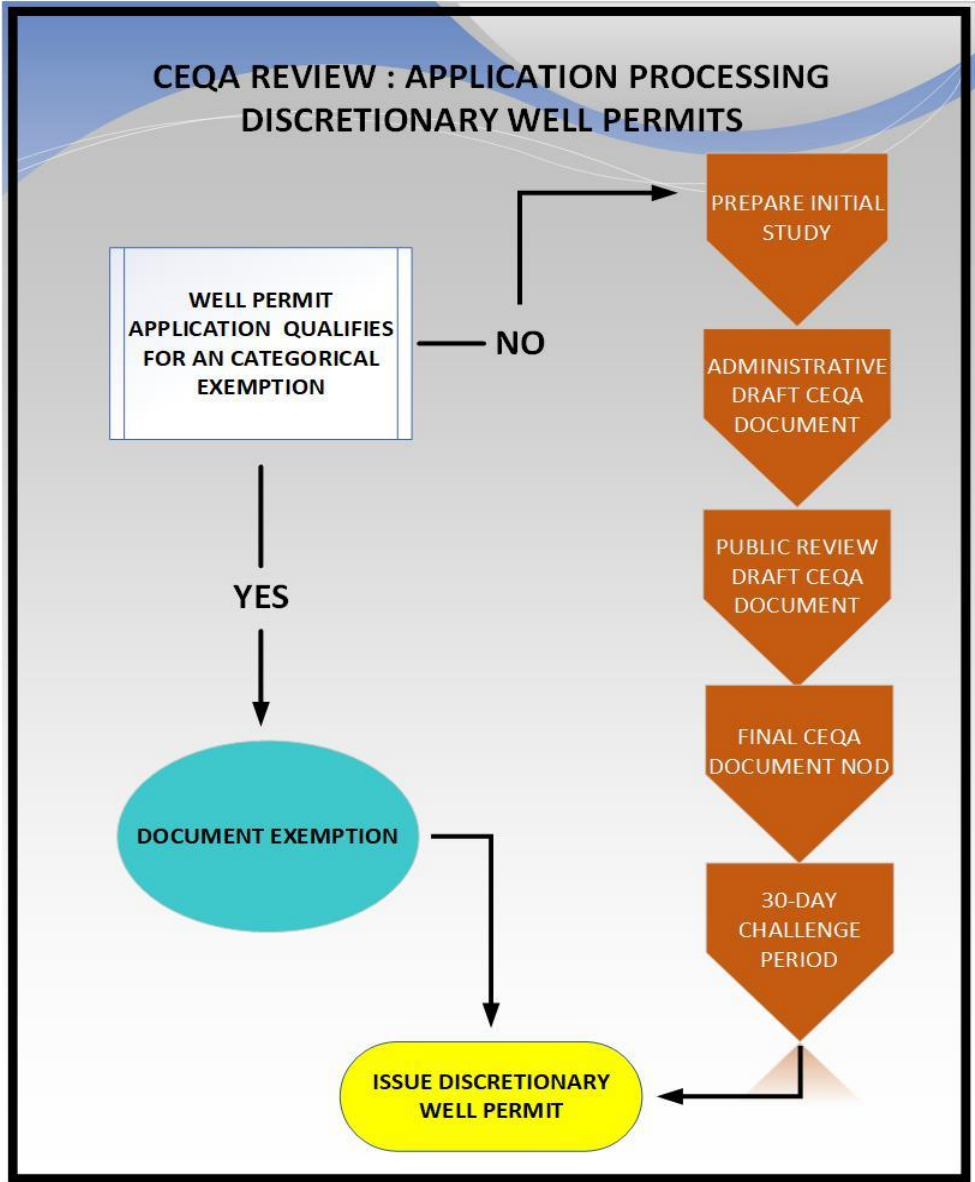 CEQA REVIEW : APPLICATION PROCESSING
DISCRETIONARY WELL PERMITS
WELL PERMIT
APPLICATION QUALIFIES
FOR AN CATEGORICAL
EXEMPTION
NO
YES
DOCUMENT EXEMPTION
PREPARE INITIAL
STUDY
ADMINISTRATIVE
DRAFT CEQA
DOCUMENT
PUBLIC REVIEW
DRAFT CEQA
DOCUMENT
FINAL CEQA
DOCUMENT NOD
30-DAY
CHALLENGE
PERIOD
ISSUE DISCRETIONARY
WELL PERMIT